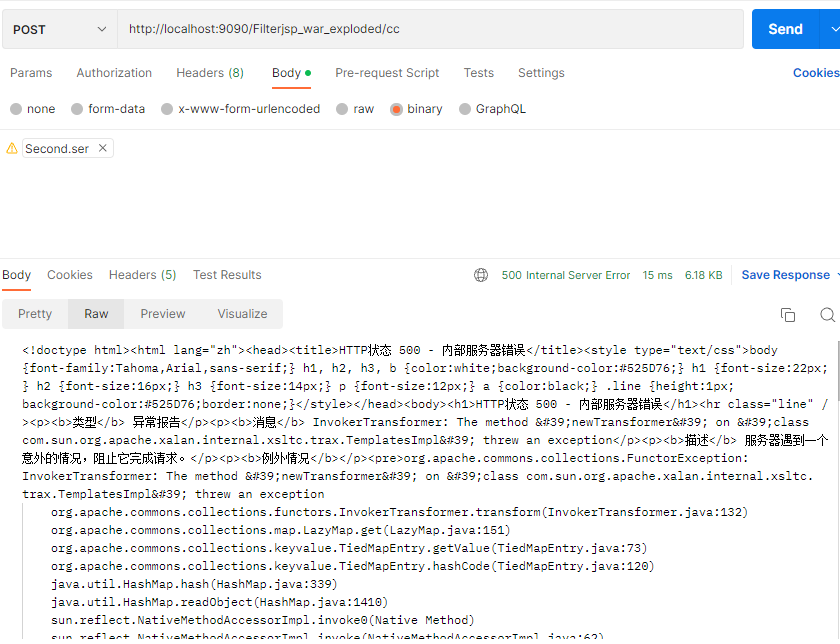 POST
http://localhost:9090/Filterjsp_war_exploded/cc
Send
Params Authorization Headers (8) Body Pre-request Script Tests Settings Cookies
none form-data x-www-form-urlencoded raw binary GraphQL
Second.ser
Body Cookies Headers (5) Test Results 500 Internal Server Error 15 ms 6.18 KB Save Response
Pretty Raw Preview Visualize
<!doctype html><html lang="zh"><head><title>HTTP状态 500 - 内部服务器错误</title><style type="text/css">body
{font-family:Tahoma,Arial,sans-serif;} h1, h2, h3, b {color:white;background-color:#525D76;} h1 {font-size:22px;
} h2 {font-size:16px;} h3 {font-size:14px;} p {font-size:12px;} a {color:black;} .line {height:1px;
background-color:#525D76;border:none;}</style></head><body><h1>HTTP状态 500 - 内部服务器错误</h1><hr class="line" /
><p><b>类型</b> 异常报告</p><p><b>消息</b> InvokerTransformer: The method &#39;newTransformer&#39; on &#39;class
com.sun.org.apache.xalan.internal.xsltc.trax.TemplatesImpl&#39; threw an exception</p><p><b>描述</b> 服务器遇到一个
意外的情况，阻止它完成请求。</p><p><b>例外情况</b></p><pre>org.apache.commons.collections.FunctorException:
InvokerTransformer: The method &#39;newTransformer&#39; on &#39;class com.sun.org.apache.xalan.internal.xsltc.
trax.TemplatesImpl&#39; threw an exception
org.apache.commons.collections.functors.InvokerTransformer.transform(InvokerTransformer.java:132)
org.apache.commons.collections.map.LazyMap.get(LazyMap.java:151)
org.apache.commons.collections.keyvalue.TiedMapEntry.getValue(TiedMapEntry.java:73)
org.apache.commons.collections.keyvalue.TiedMapEntry.hashCode(TiedMapEntry.java:120)
java.util.HashMap.hash(HashMap.java:339)
java.util.HashMap.readObject(HashMap.java:1410)
sun.reflect.NativeMethodAccessorImpl.invoke0(Native Method)
sun.reflect.NativeMethodAccessorImpl.invoke(NativeMethodAccessorImpl.java:62)